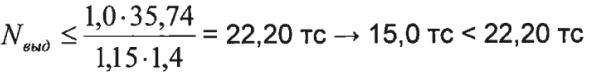 N_выд ≤ (1,0·35,74)/(1,15·1,4) = 22,20 тс → 15,0 тс < 22,20 тс